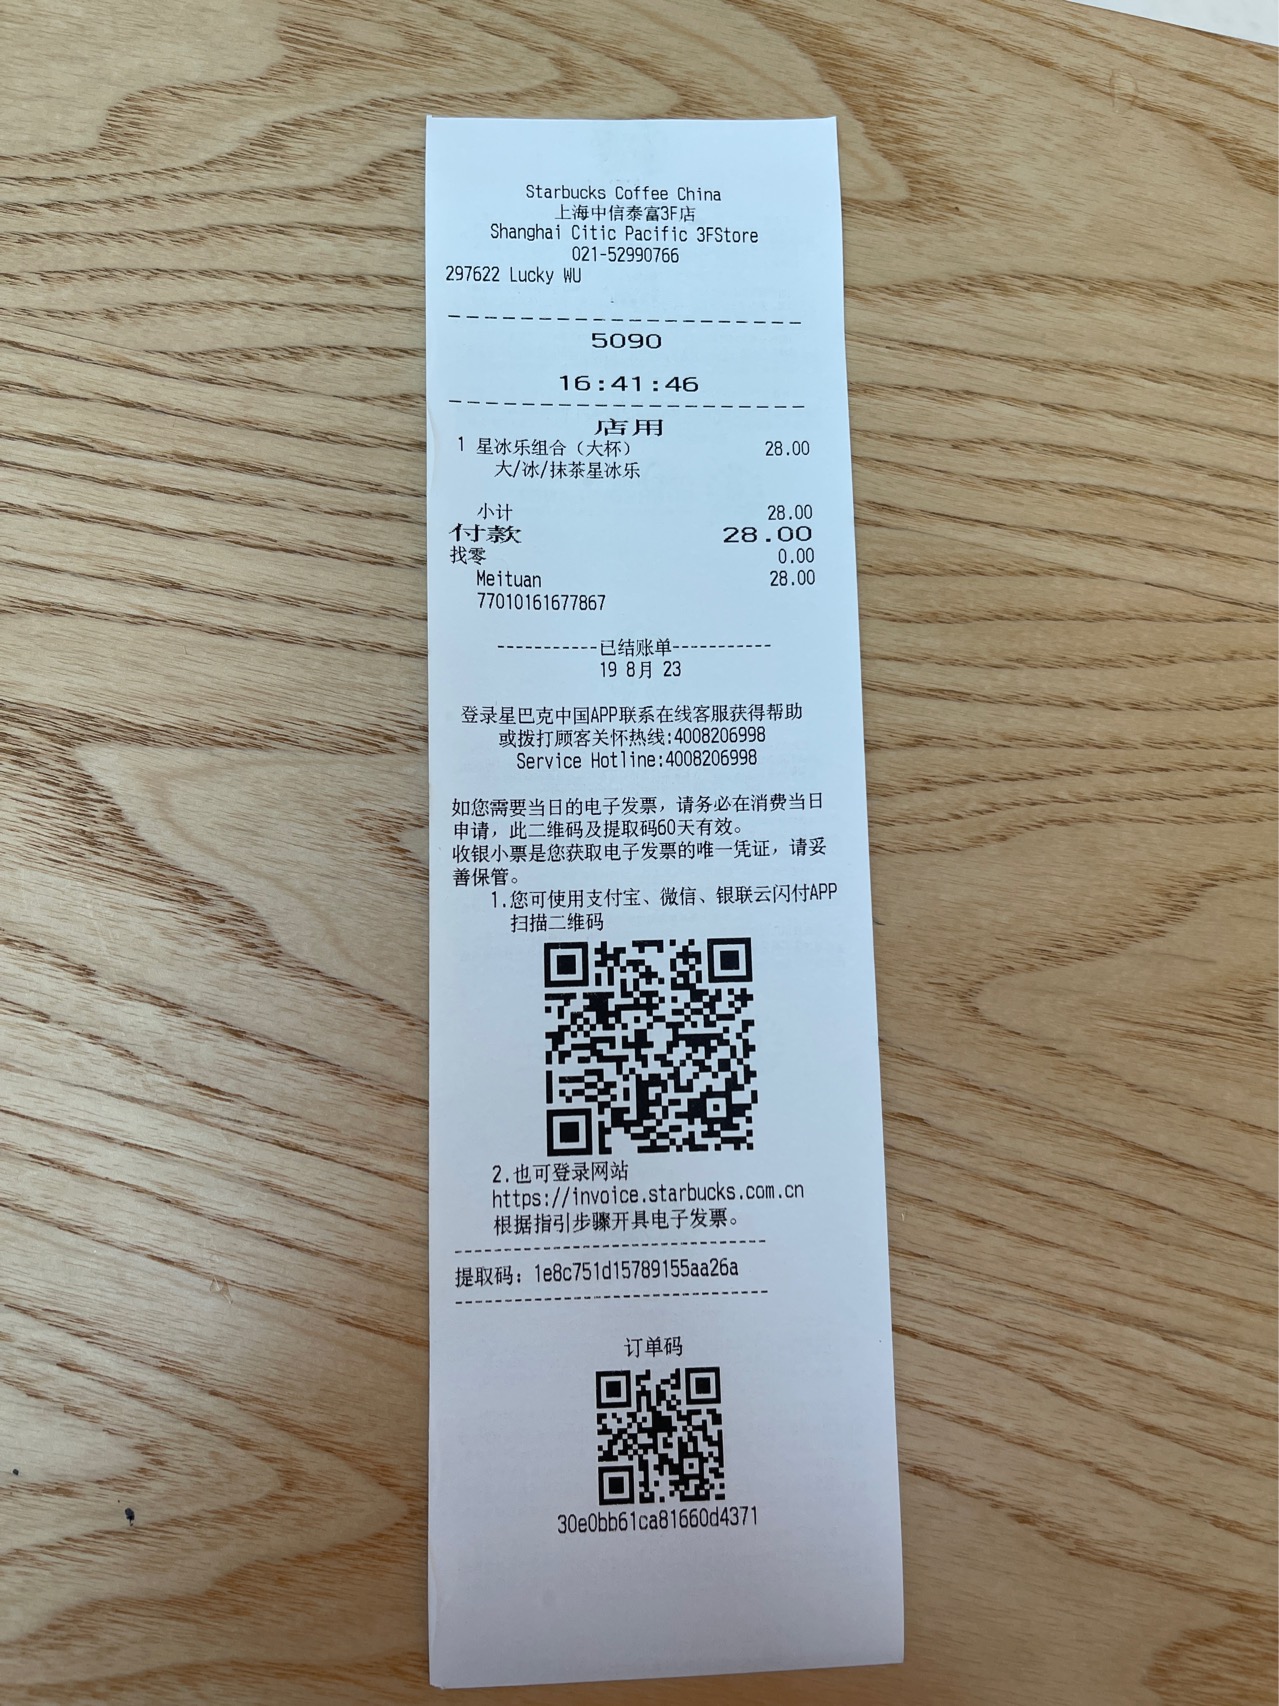 Starbucks Coffee China
上海中信泰富3F店
Shanghai Citic Pacific 3FStore
021-52990766
297622 Lucky WU
5090
16:41:46
店用
1 星冰乐组合（大杯） 28.00
大/冰/抹茶星冰乐
小计 28.00
付款 28.00
找零 0.00
Meituan 28.00
77010161677867
-----------已结账单-----------
19 8月 23
登录星巴克中国APP联系在线客服获得帮助
或拨打顾客关怀热线:4008206998
Service Hotline:4008206998
如您需要当日的电子发票，请务必在消费当日
申请，此二维码及提取码60天有效。
收银小票是您获取电子发票的唯一凭证，请妥
善保管。
1.您可使用支付宝、微信、银联云闪付APP
扫描二维码
2.也可登录网站
https://invoice.starbucks.com.cn
根据指引步骤开具电子发票。
提取码：1e8c751d15789155aa26a
订单码
30e0bb61ca81660d4371